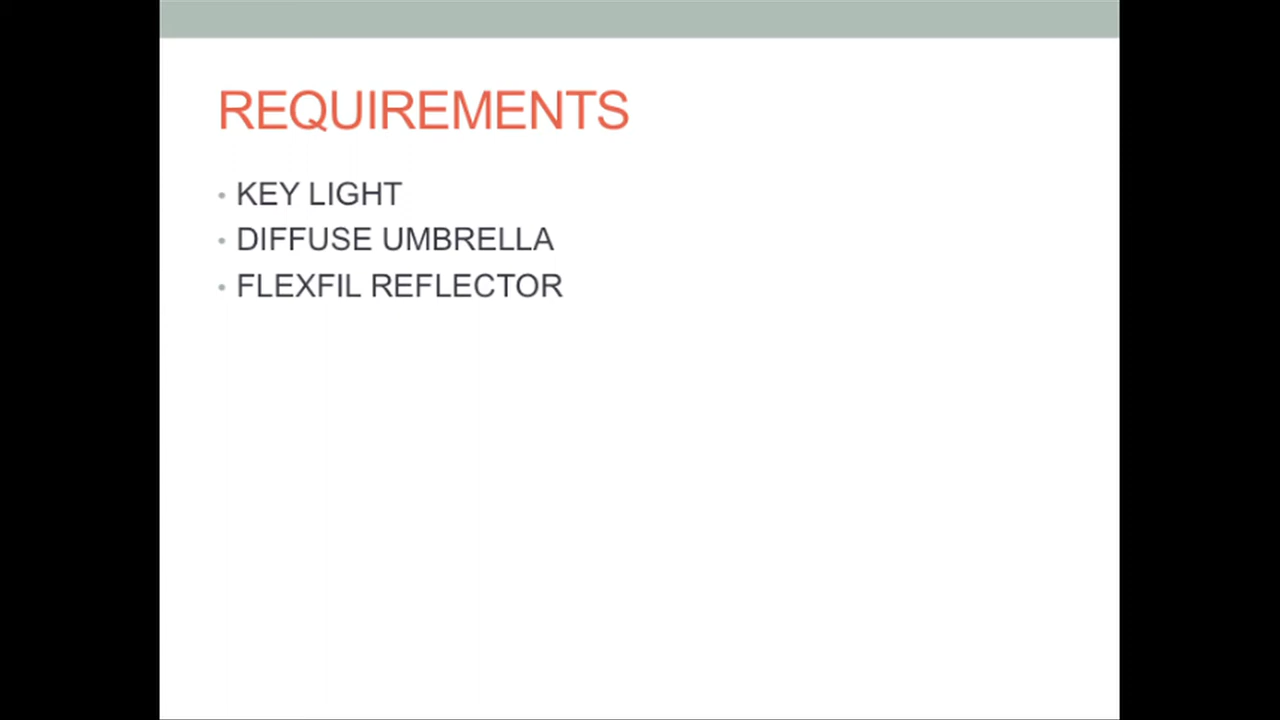 REQUIREMENTS
• KEY LIGHT
• DIFFUSE UMBRELLA
• FLEXFIL REFLECTOR